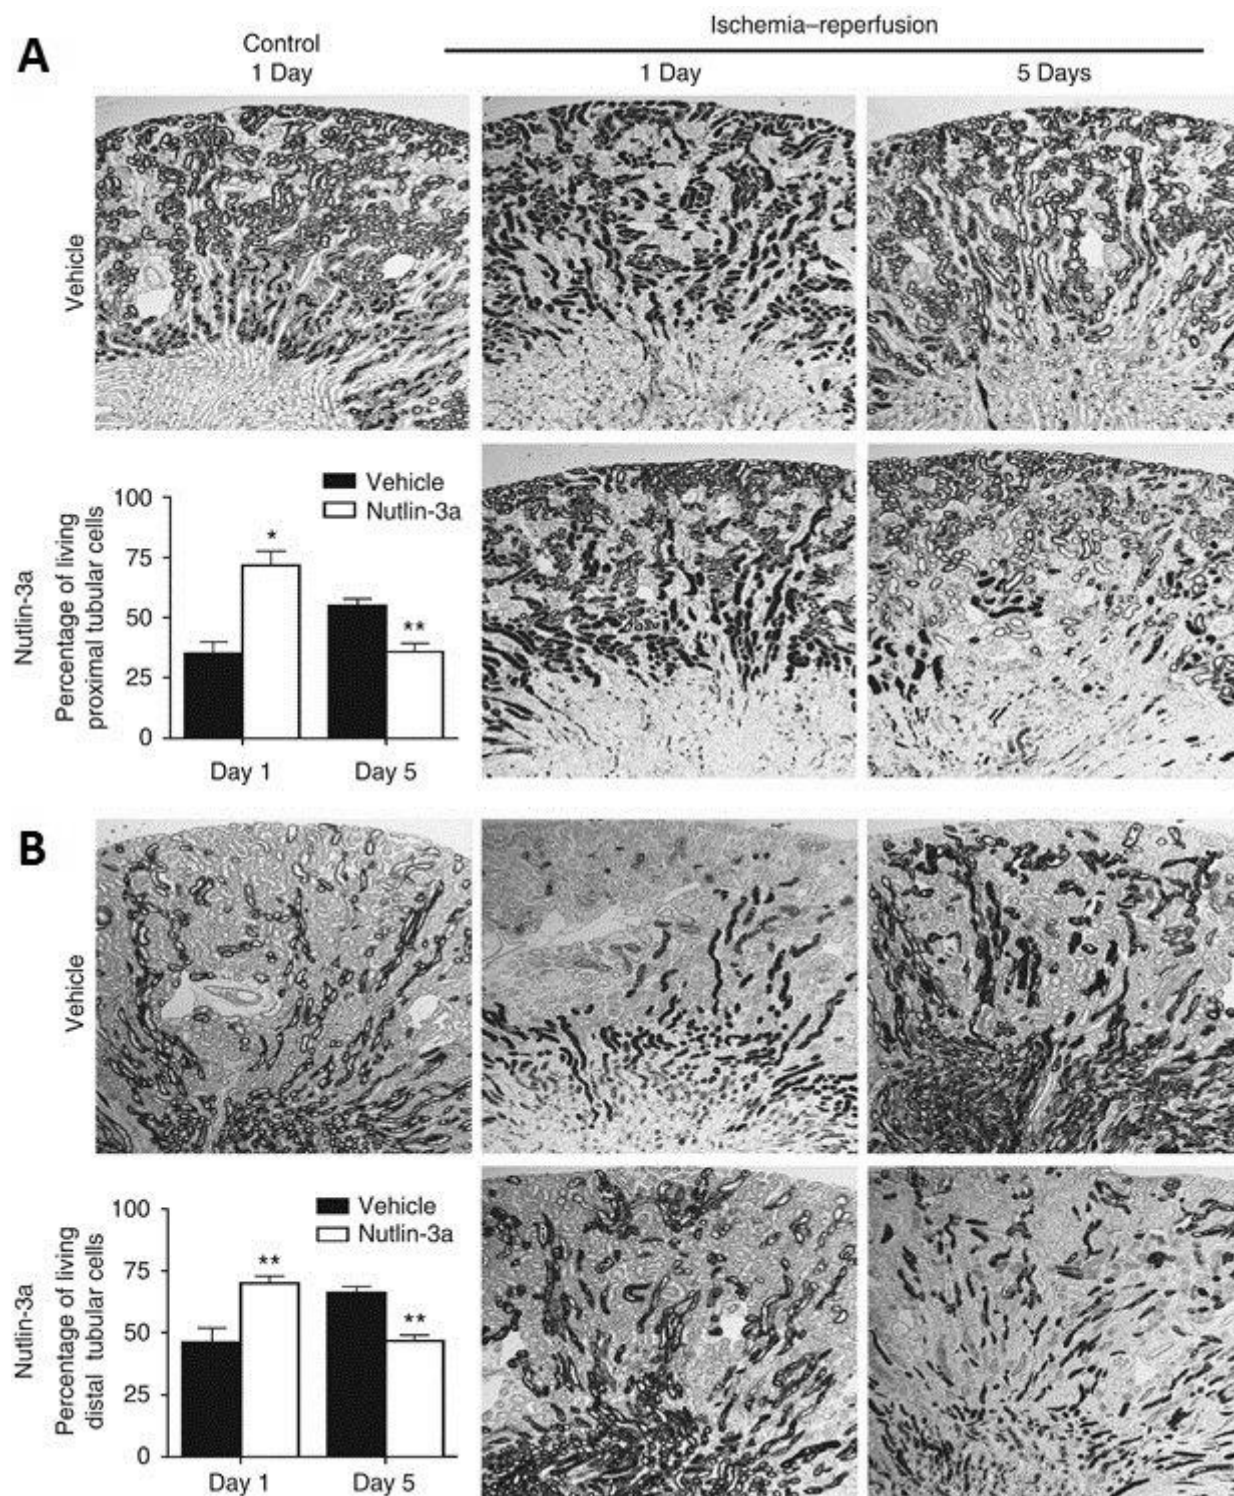 A
Control
1 Day
Ischemia–reperfusion
1 Day
5 Days
Vehicle
Nutlin-3a
Percentage of living
proximal tubular cells
100
75
50
25
0
Vehicle
Nutlin-3a
*
**
Day 1
Day 5
B
Vehicle
Nutlin-3a
Percentage of living
distal tubular cells
100
75
50
25
0
Vehicle
Nutlin-3a
**
**
Day 1
Day 5